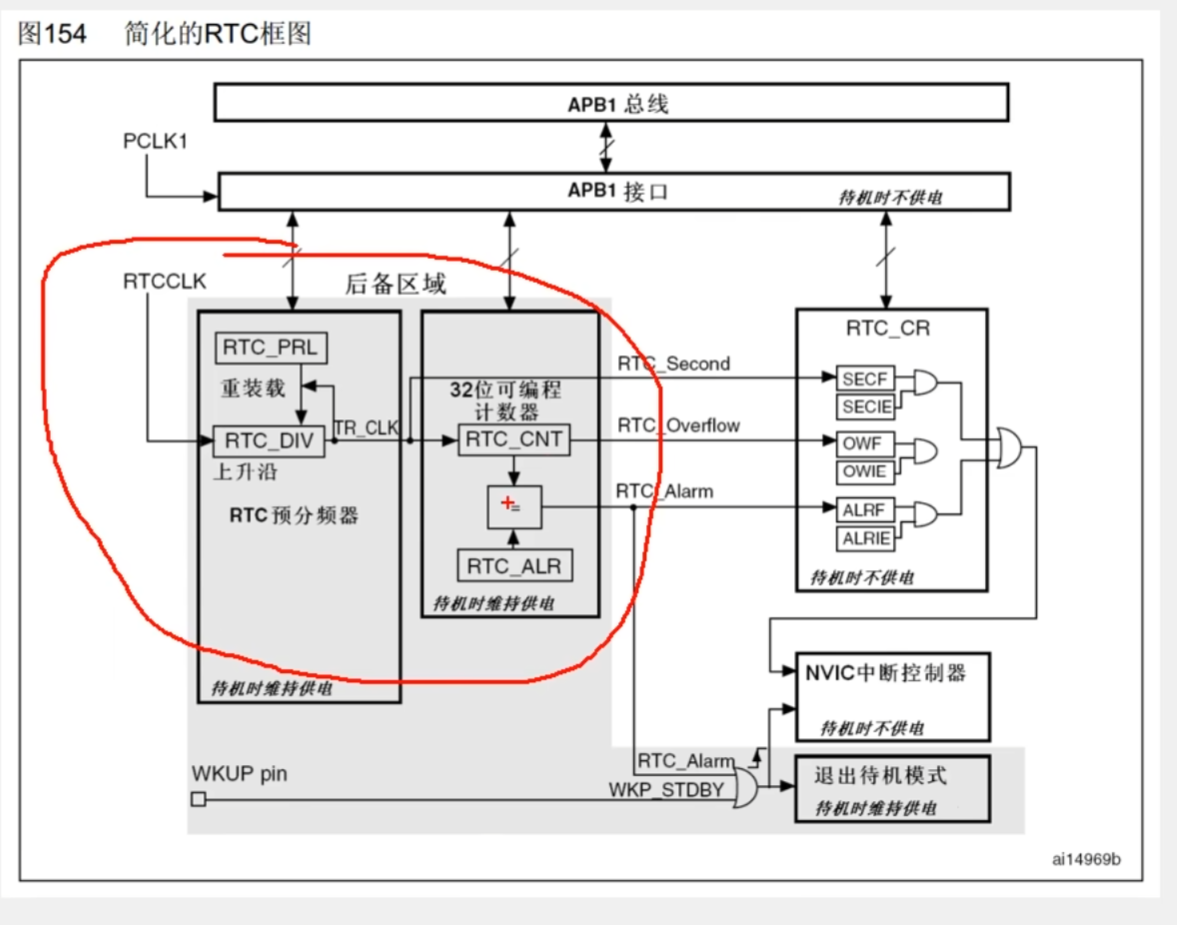 图154 简化的RTC框图
APB1 总线
PCLK1
APB1 接口
待机时不供电
RTCCLK
后备区域
RTC_PRL
重装载
RTC_DIV
TR_CLK
上升沿
RTC预分频器
待机时维持供电
32位可编程
计数器
RTC_CNT
=
RTC_ALR
待机时维持供电
RTC_Second
RTC_Overflow
RTC_Alarm
RTC_CR
SECF
SECIE
OWF
OWIE
ALRF
ALRIE
待机时不供电
NVIC中断控制器
待机时不供电
WKUP pin
RTC_Alarm
WKP_STDBY
退出待机模式
待机时维持供电
ai14969b